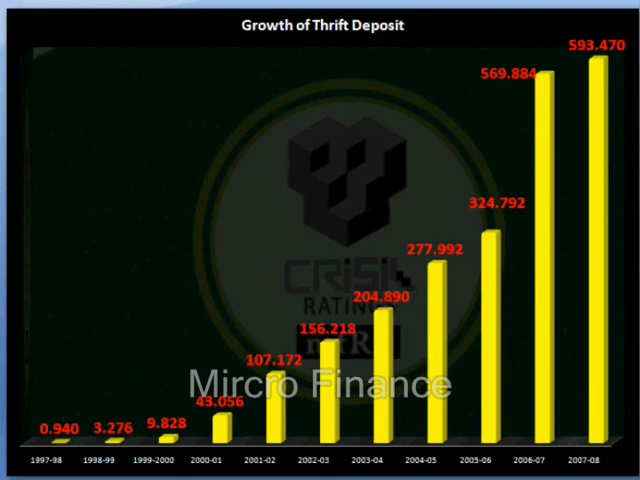 Growth of Thrift Deposit
593.470
569.884
324.792
277.992
204.890
156.218
107.172
43.056
9.828
3.276
0.940
CRISIL
RATINGS
Mircro Finance
1997-98 1998-99 1999-2000 2000-01 2001-02 2002-03 2003-04 2004-05 2005-06 2006-07 2007-08